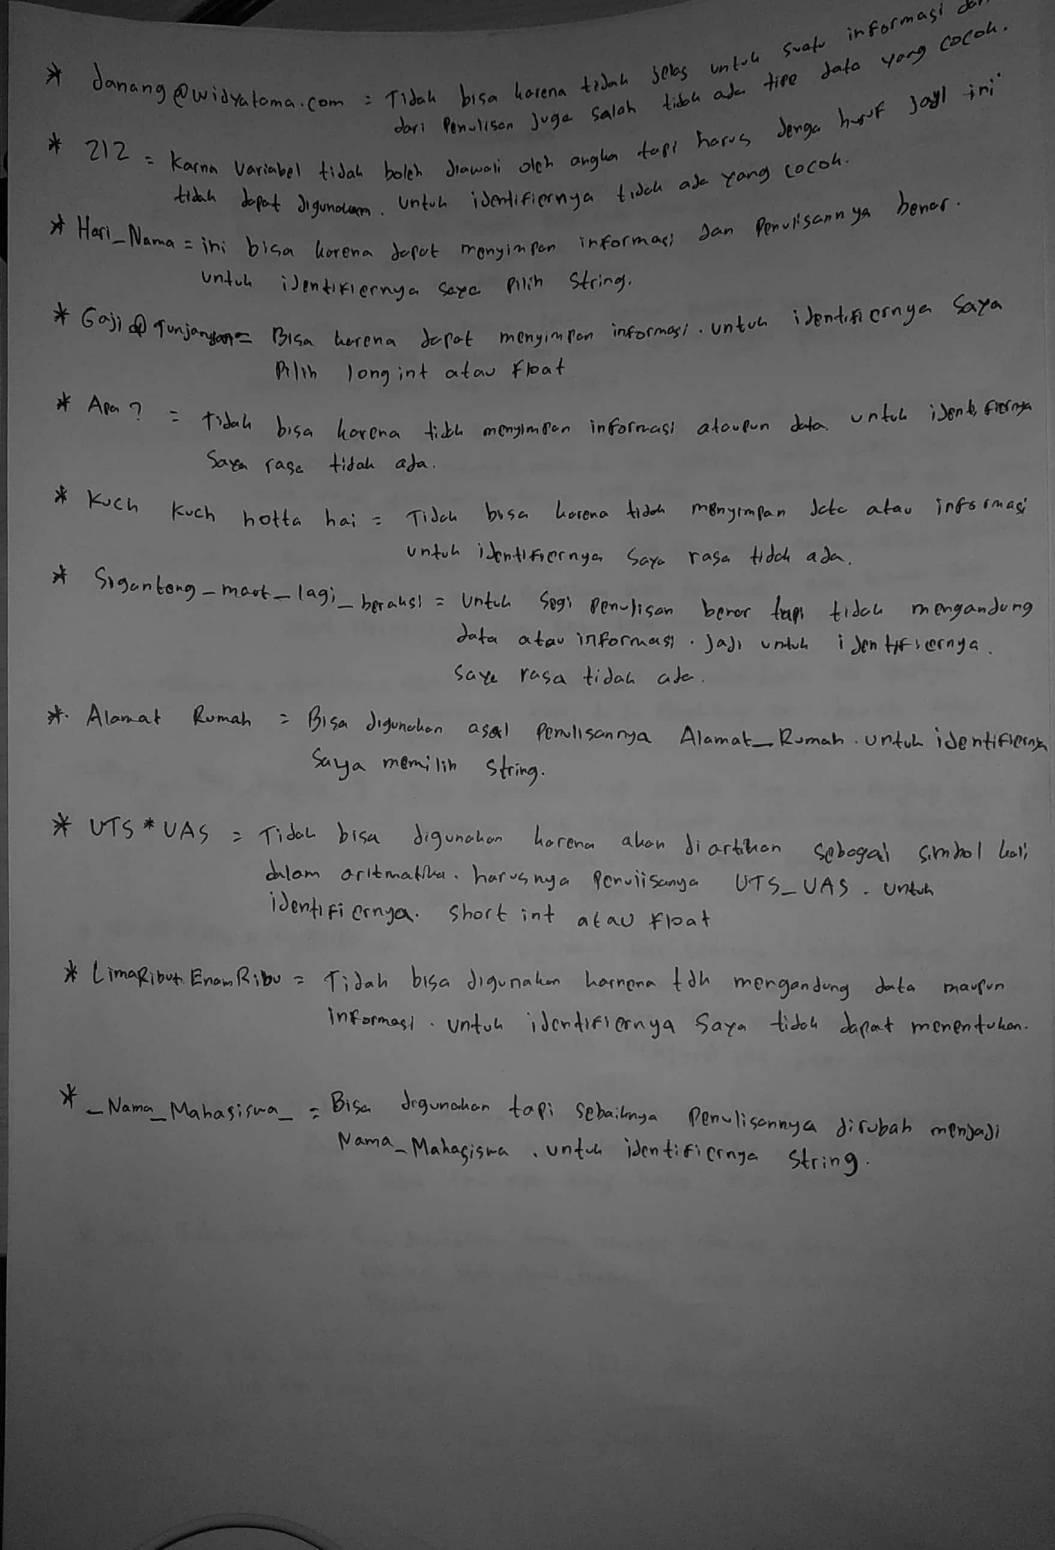 * danang@widyatama.com = Tidak bisa karena tidak jelas untuk suatu informasi dan
dari Penulisan juga salah tidak ada tipe data yang cocok.
* 212 = Karna Variabel tidak boleh diawali oleh angka tapi harus denga huruf jadi ini
tidak dapat digunakan. Untuk identifiernya tidak ada yang cocok.
* Hari_Nama = ini bisa karena dapat menyimpan informasi dan Penulisannya benar.
untuk identifiernya saya Pilih String.
* Gaji @ Tunjangan = Bisa karena dapat menyimpan informasi. untuk identifiernya saya
Pilih long int atau float
* Apa? = Tidak bisa karena tidak menyimpan informasi ataupun data untuk identifiernya
Saya rasa tidak ada.
* Kuch Kuch hotta hai = Tidak bisa karena tidak menyimpan data atau informasi
untuk identifiernya saya rasa tidak ada.
* Siganteng_maut_lagi_beraksi = Untuk segi penulisan benar tapi tidak mengandung
data atau informasi. Jadi untuk identifiernya.
Saya rasa tidak ada.
* Alamat Rumah = Bisa digunakan asal penulisannya Alamat_Rumah. untuk identifiernya
Saya memilih String.
* UTS*UAS = Tidak bisa digunakan karena akan diartikan sebagai simbol kali
dalam aritmatika. harusnya penulisanya UTS_UAS. Untuk
identifiernya. short int atau float
* LimaRibu EnamRibu = Tidak bisa digunakan karnena tdk mengandung data maupun
informasi. untuk identifiernya saya tidak dapat menentukan.
* _Nama_Mahasiswa_ = Bisa digunakan tapi sebaiknya Penulisannya dirubah menjadi
Nama_Mahasiswa. untuk identifiernya String.